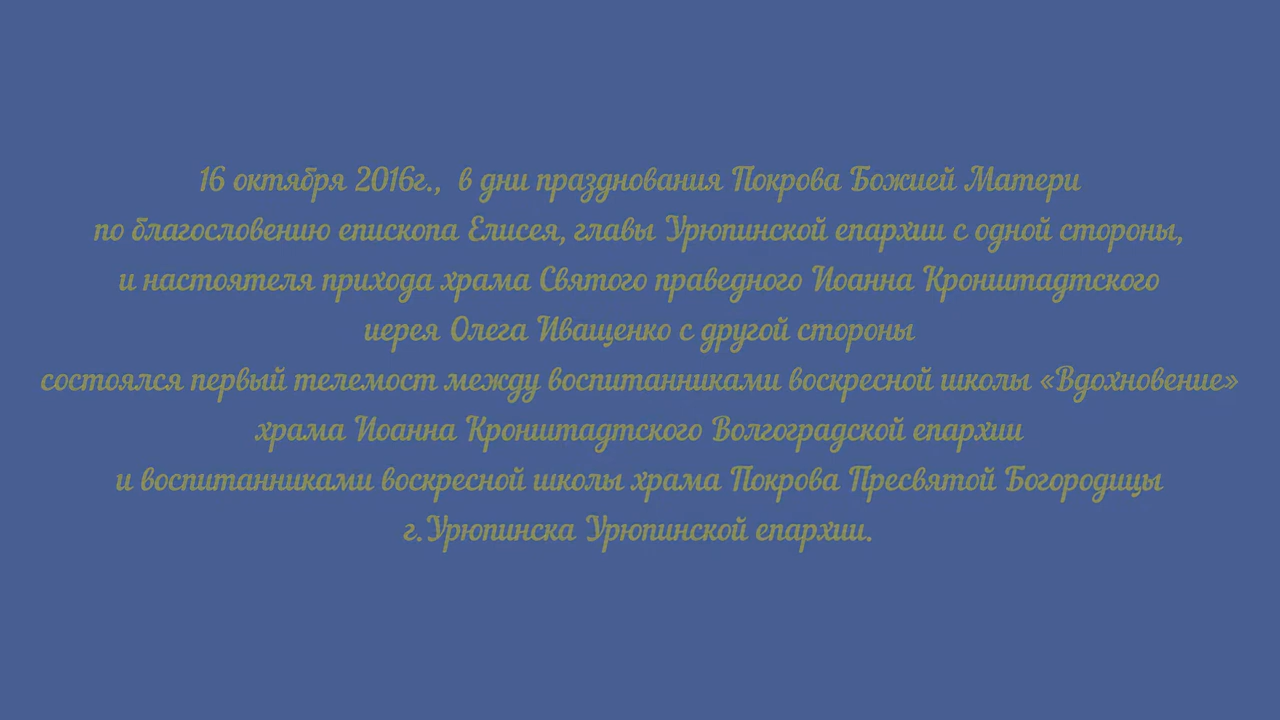 16 октября 2016г., в дни празднования Покрова Божией Матери
по благословению епископа Елисея, главы Урюпинской епархии с одной стороны,
и настоятеля прихода храма Святого праведного Иоанна Кронштадтского
иерея Олега Иващенко с другой стороны
состоялся первый телемост между воспитанниками воскресной школы «Вдохновение»
храма Иоанна Кронштадтского Волгоградской епархии
и воспитанниками воскресной школы храма Покрова Пресвятой Богородицы
г.Урюпинска Урюпинской епархии.